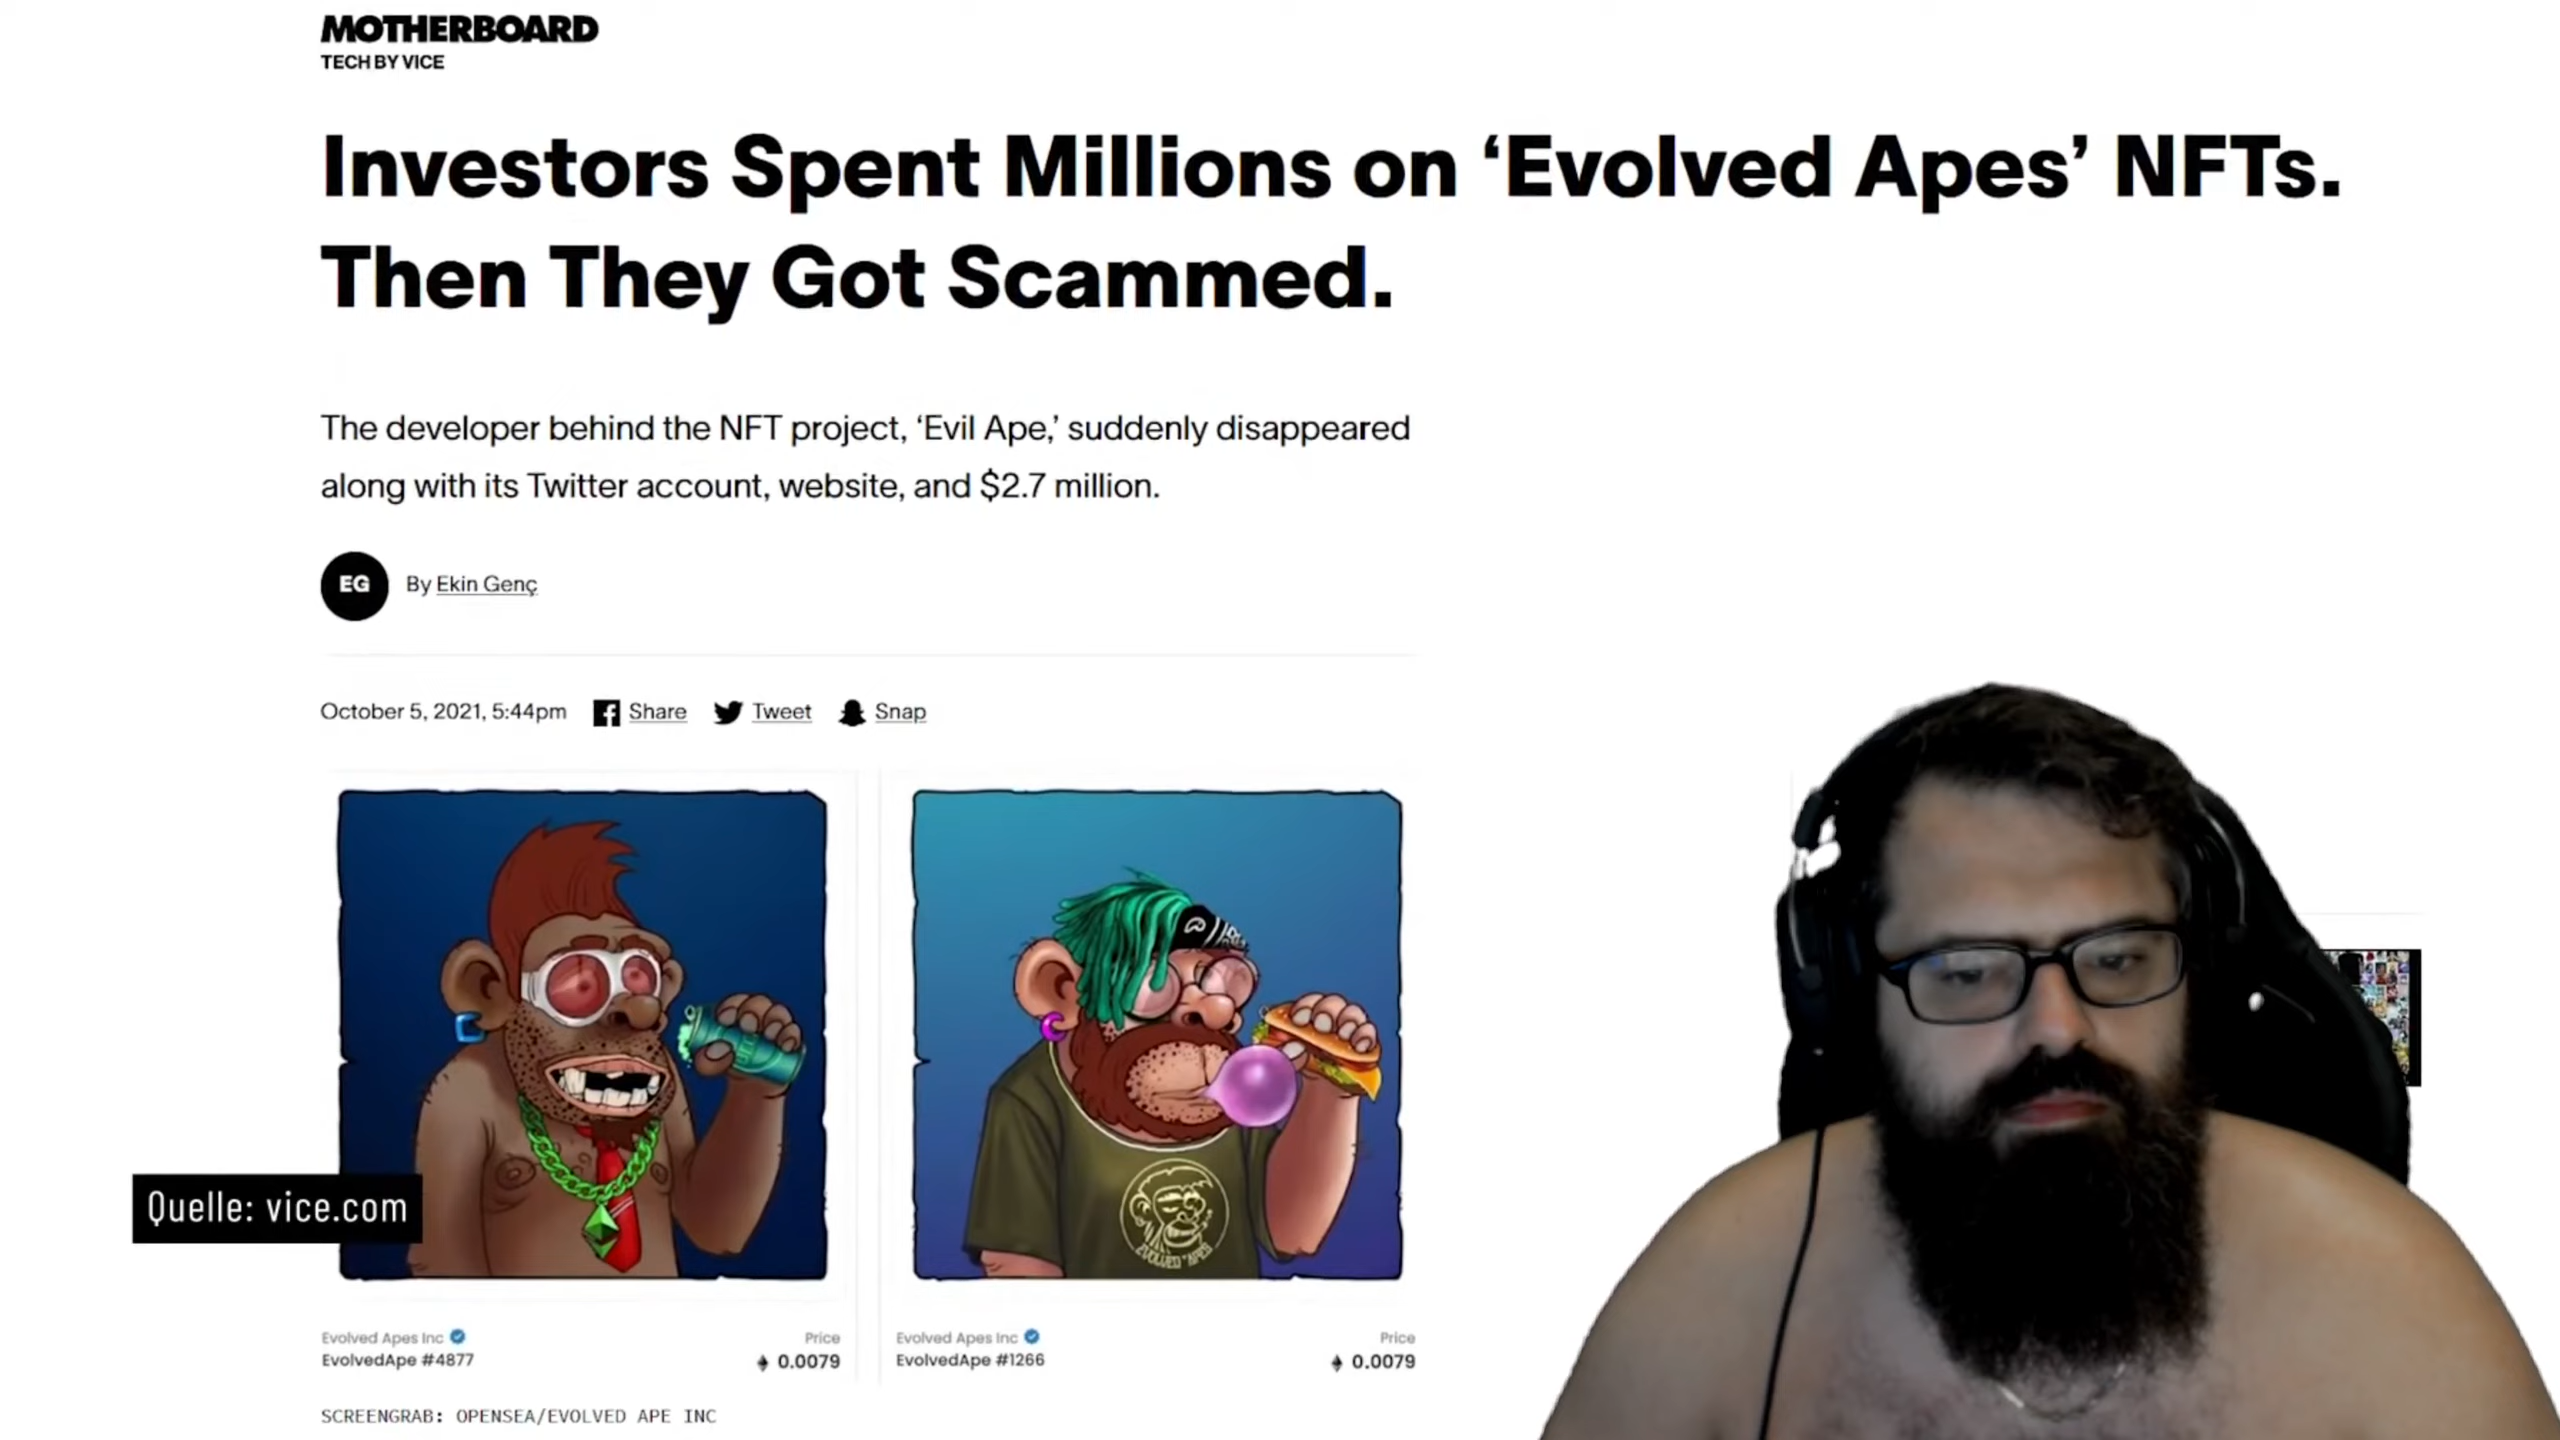 MOTHERBOARD
TECH BY VICE
Investors Spent Millions on ‘Evolved Apes’ NFTs.
Then They Got Scammed.
The developer behind the NFT project, ‘Evil Ape,’ suddenly disappeared
along with its Twitter account, website, and $2.7 million.
EG
By Ekin Genç
October 5, 2021, 5:44pm
Share
Tweet
Snap
EVOLVED APES
Quelle: vice.com
Evolved Apes Inc
Price
EvolvedApe #4877
0.0079
Evolved Apes Inc
Price
EvolvedApe #1266
0.0079
SCREENGRAB: OPENSEA/EVOLVED APE INC